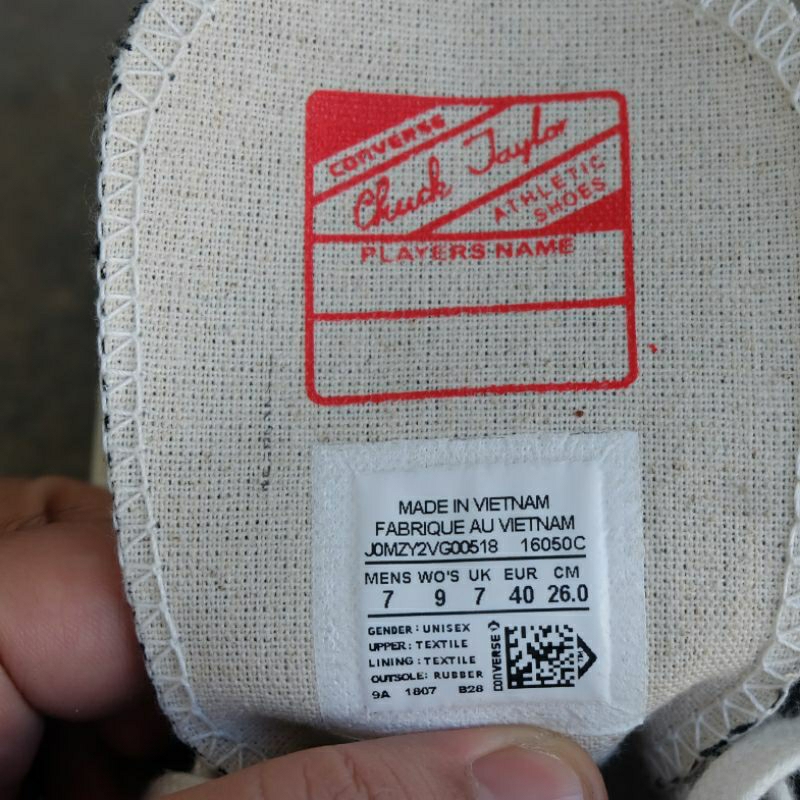 CONVERSE
Chuck Taylor
ATHLETIC
SHOES
PLAYERS NAME
MADE IN VIETNAM
FABRIQUE AU VIETNAM
J0MZY2VG00518 16050C
MENS WO'S UK EUR CM
7 9 7 40 26.0
GENDER: UNISEX
UPPER: TEXTILE
LINING: TEXTILE
OUTSOLE: RUBBER
9A 1807 B28
CONVERSE